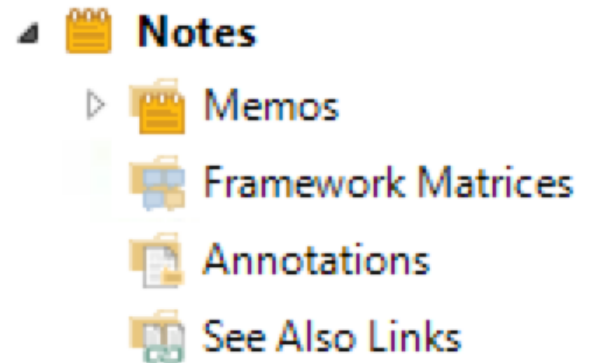 Notes
Memos
Framework Matrices
Annotations
See Also Links